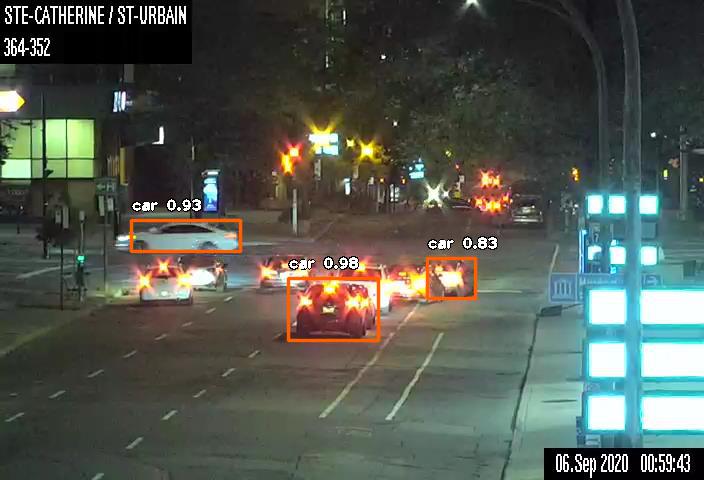 STE-CATHERINE / ST-URBAIN
364-352
car 0.93
car 0.83
car 0.98
06.Sep 2020 00:59:43